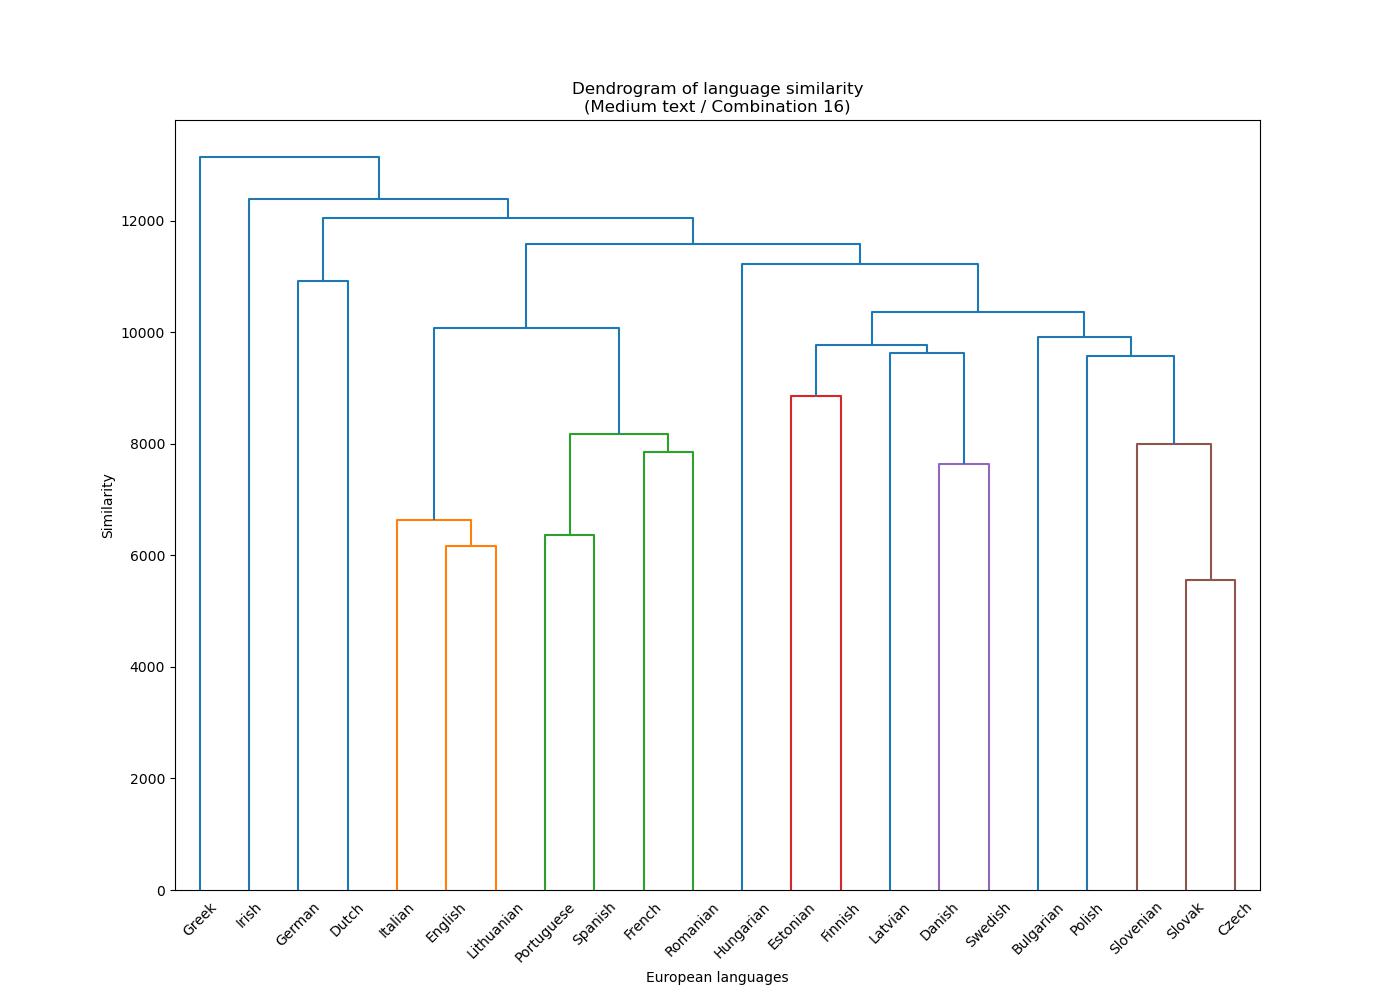 Dendrogram of language similarity
(Medium text / Combination 16)
12000
10000
8000
6000
4000
2000
0
Similarity
Greek
Irish
German
Dutch
Italian
English
Lithuanian
Portuguese
Spanish
French
Romanian
Hungarian
Estonian
Finnish
Latvian
Danish
Swedish
Bulgarian
Polish
Slovenian
Slovak
Czech
European languages